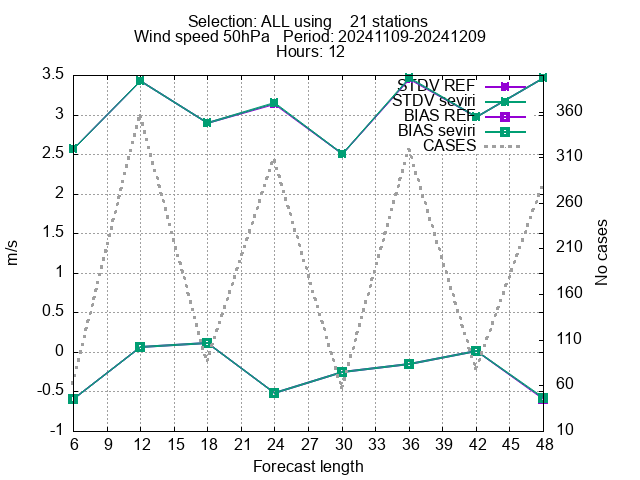 Selection: ALL using    21 stations
Wind speed 50hPa   Period: 20241109-20241209
Hours: 12
3.5
3
2.5
2
1.5
1
0.5
0
-0.5
-1
m/s
STDV REF
STDV seviri
BIAS REF
BIAS seviri
CASES
360
310
260
210
160
110
60
10
No cases
6 9 12 15 18 21 24 27 30 33 36 39 42 45 48
Forecast length